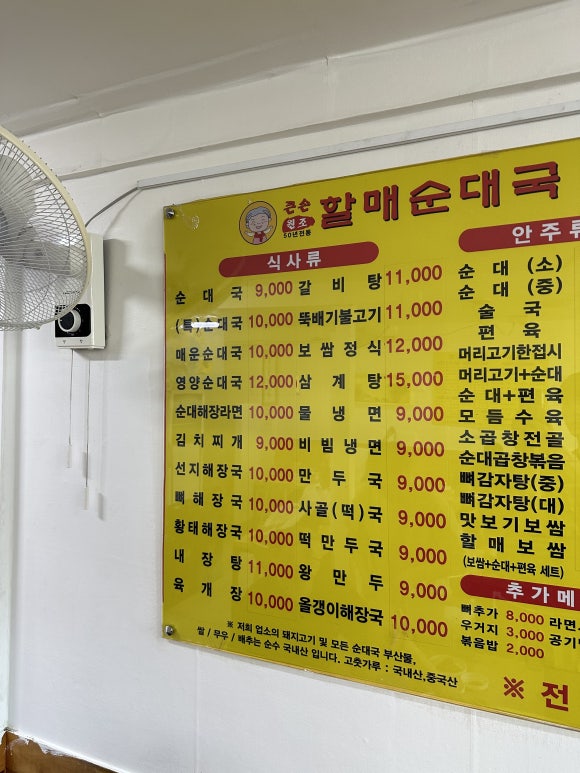 큰손
원조
50년전통
할매순대국
식사류
순대국 9,000 갈비탕 11,000
(특)순대국 10,000 뚝배기불고기 11,000
매운순대국 10,000 보쌈정식 12,000
영양순대국 12,000 삼계탕 15,000
순대해장라면 10,000 물냉면 9,000
김치찌개 9,000 비빔냉면 9,000
선지해장국 10,000 만두국 9,000
뼈해장국 10,000 사골(떡)국 9,000
황태해장국 10,000 떡만두국 9,000
내장탕 11,000 왕만두 9,000
육개장 10,000 올갱이해장국 10,000
※ 저희 업소의 돼지고기 및 모든 순대국 부산물,
쌀 / 무우 / 배추는 순수 국내산 입니다. 고춧가루 : 국내산,중국산
안주류
순대 (소)
순대 (중)
술국
편육
머리고기한접시
머리고기+순대
순대+편육
모듬수육
소곱창전골
순대곱창볶음
뼈감자탕(중)
뼈감자탕(대)
맛보기보쌈
할매보쌈
(보쌈+순대+편육 세트)
추가메
뼈추가 8,000 라면
우거지 3,000 공기
볶음밥 2,000
※ 전